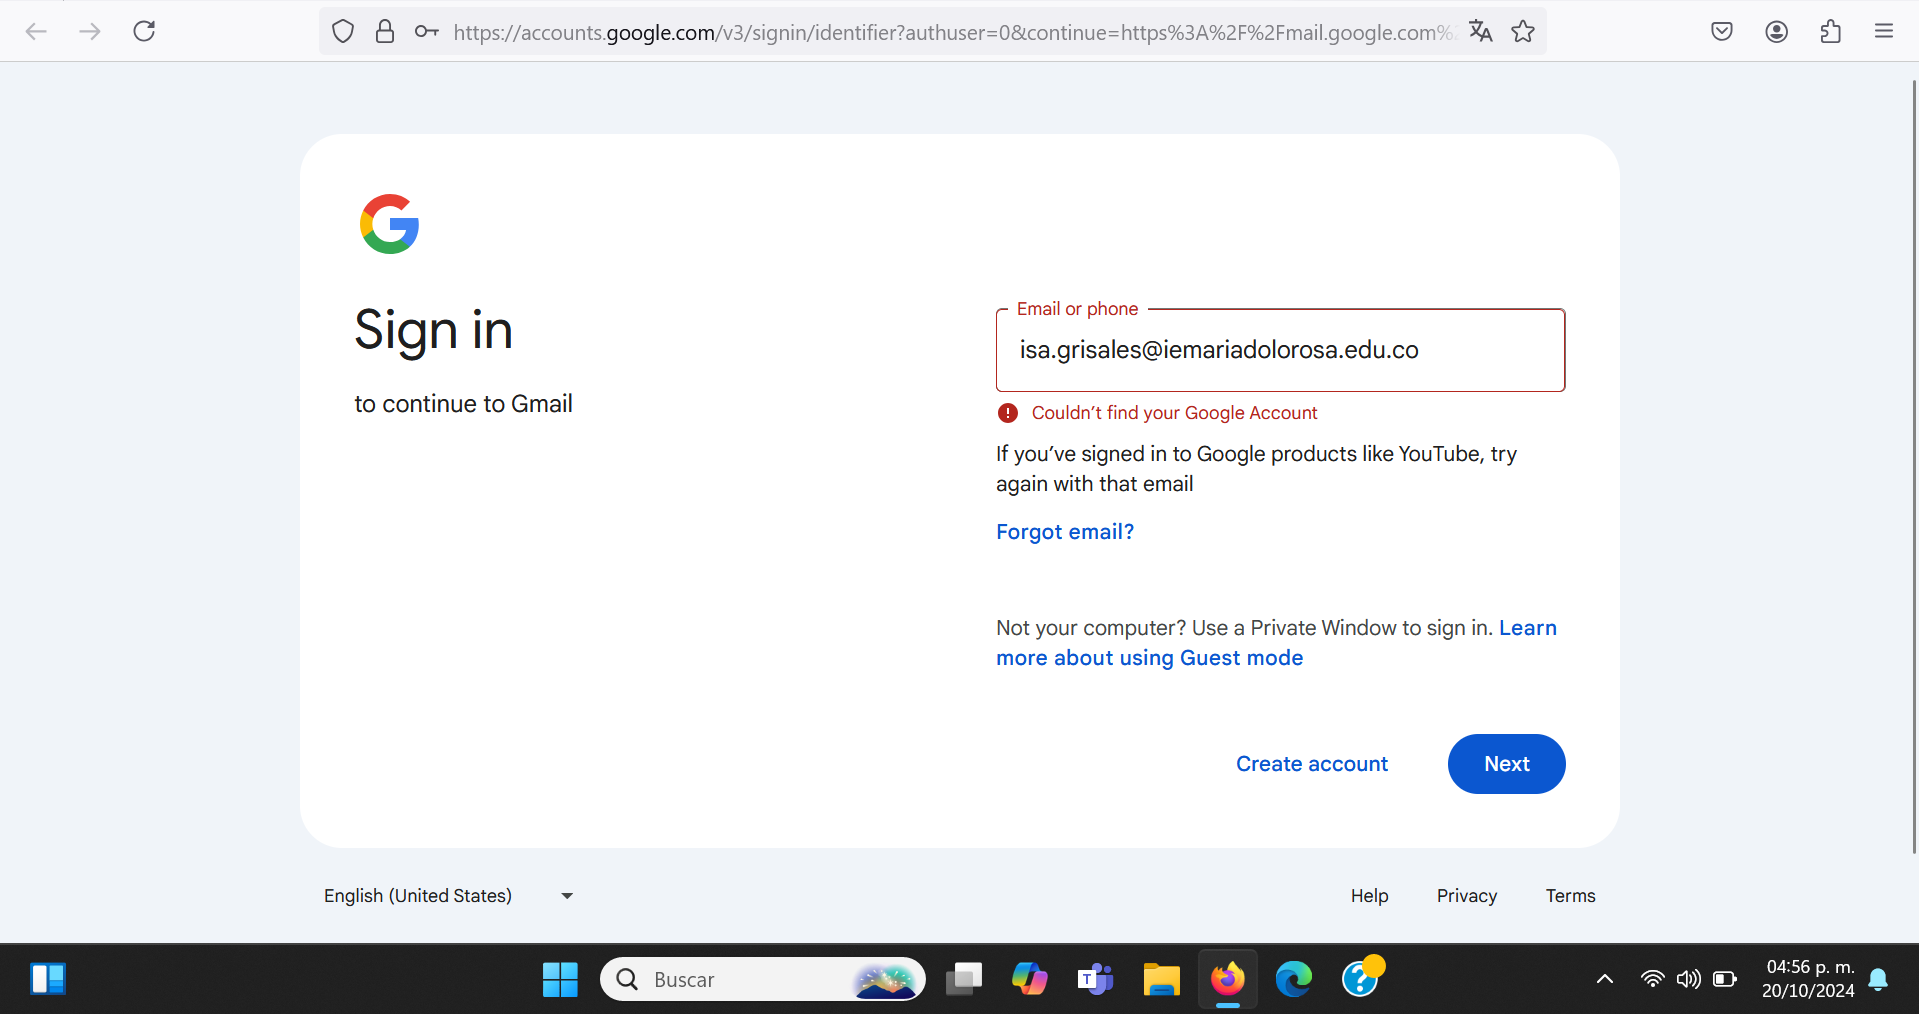 https://accounts.google.com/v3/signin/identifier?authuser=0&continue=https%3A%2F%2Fmail.google.com%
Sign in
to continue to Gmail
Email or phone
isa.grisales@iemariadolorosa.edu.co
Couldn't find your Google Account
If you've signed in to Google products like YouTube, try
again with that email
Forgot email?
Not your computer? Use a Private Window to sign in. Learn
more about using Guest mode
Create account
Next
English (United States)
Help
Privacy
Terms
Buscar
04:56 p. m.
20/10/2024